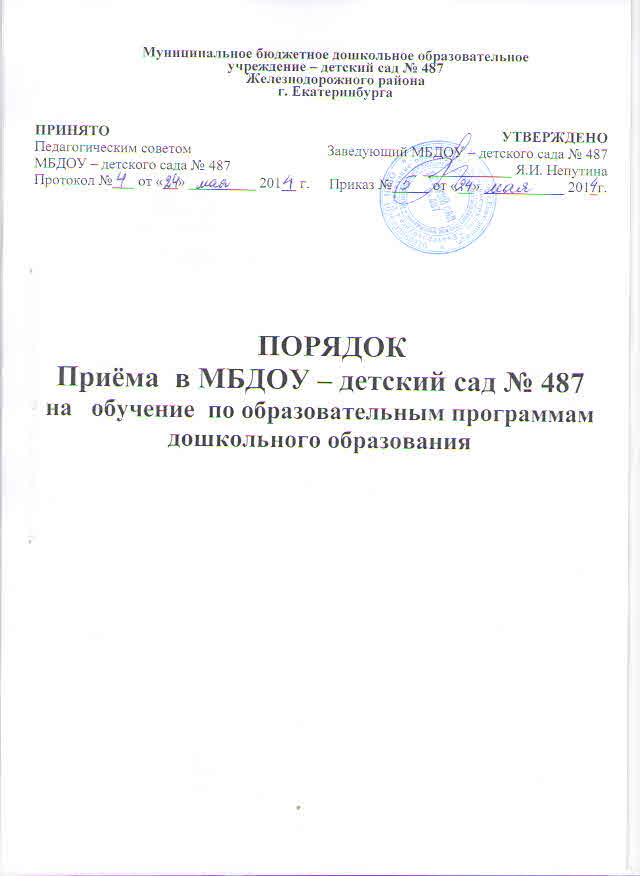 Муниципальное бюджетное дошкольное образовательное
учреждение – детский сад № 487
Железнодорожного района
г. Екатеринбурга
ПРИНЯТО
Педагогическим советом
МБДОУ – детского сада № 487
Протокол № 4 от «24» мая 2014 г.
УТВЕРЖДЕНО
Заведующий МБДОУ – детского сада № 487
Я.И. Непутина
Приказ № 15 от «24» мая 2014г.
ПОРЯДОК
Приёма в МБДОУ – детский сад № 487
на обучение по образовательным программам
дошкольного образования